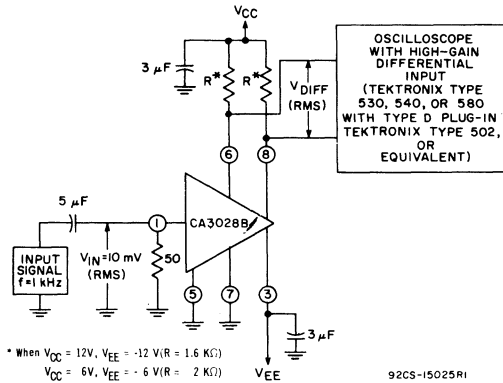 VCC
3 µF
R*
R*
VDIFF
(RMS)
OSCILLOSCOPE
WITH HIGH-GAIN
DIFFERENTIAL
INPUT
(TEKTRONIX TYPE
530, 540, OR 580
WITH TYPE D PLUG-IN
TEKTRONIX TYPE 502,
OR
EQUIVALENT)
6
8
5 µF
1
CA3028B
INPUT
SIGNAL
f=1 kHz
VIN=10 mV
(RMS)
50
5
7
3
3 µF
VEE
* When VCC = 12V, VEE = -12 V(R = 1.6 KΩ)
VCC = 6V, VEE = - 6 V(R = 2 KΩ)
92CS-15025RI